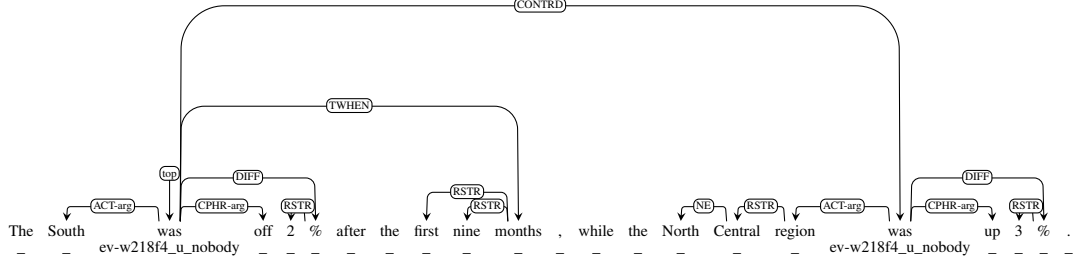 CONTRD
TWHEN
top DIFF RSTR DIFF
ACT-arg CPHR-arg RSTR RSTR NE RSTR ACT-arg CPHR-arg RSTR
The South was off 2 % after the first nine months , while the North Central region was up 3 % .
_ _ ev-w218f4_u_nobody _ _ _ _ _ _ _ _ _ _ _ _ _ _ ev-w218f4_u_nobody _ _ _ _